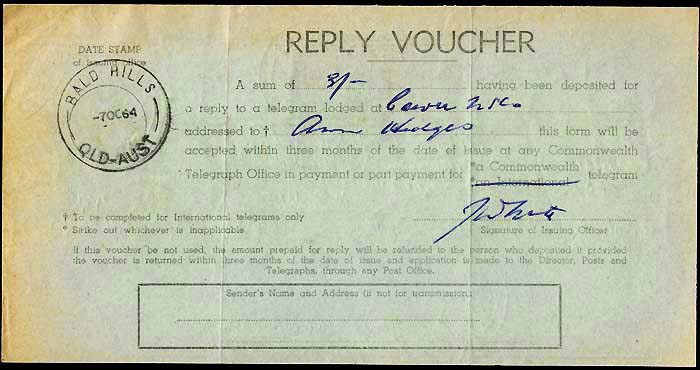 REPLY VOUCHER
DATE STAMP
of issuing office
BALD HILLS
-7OC64
QLD-AUST
A sum of 3/- having been deposited for
a reply to a telegram lodged at
addressed to † Ann Hedges this form will be
accepted within three months of the date of issue at any Commonwealth
Telegraph Office in payment or part payment for *a Commonwealth telegram
*an International
† To be completed for International telegrams only
* Strike out whichever is inapplicable
Signature of Issuing Officer
If this voucher be not used, the amount prepaid for reply will be refunded to the person who deposited it provided
the voucher is returned within three months of the date of issue and application is made to the Director, Posts and
Telegraphs, through any Post Office.
Sender's Name and Address (if not for transmission)